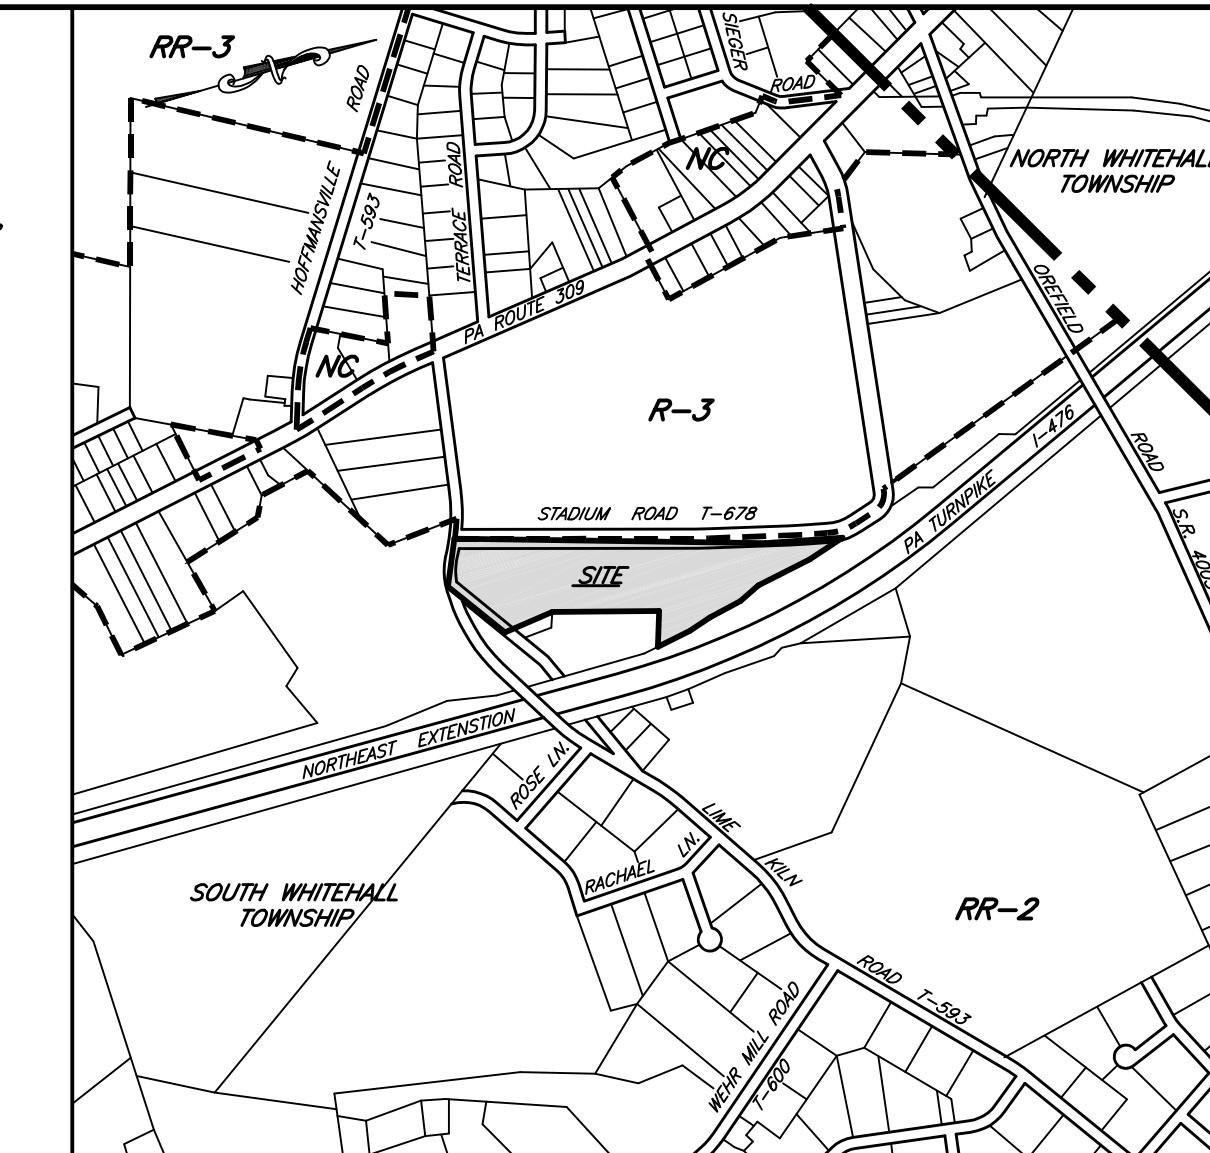 RR-3
SIEGER
ROAD
ROAD
NC
NORTH WHITEHALL
TOWNSHIP
HOFFMANSVILLE
T-593
TERRACE ROAD
PA ROUTE 309
OREFIELD
NC
R-3
I-476
ROAD
STADIUM ROAD T-678
PA TURNPIKE
S.R. 4003
SITE
NORTHEAST EXTENSTION
ROSE LN.
LIME
RACHAEL LN.
KILN
SOUTH WHITEHALL
TOWNSHIP
RR-2
ROAD T-593
WEHR MILL ROAD
T-600